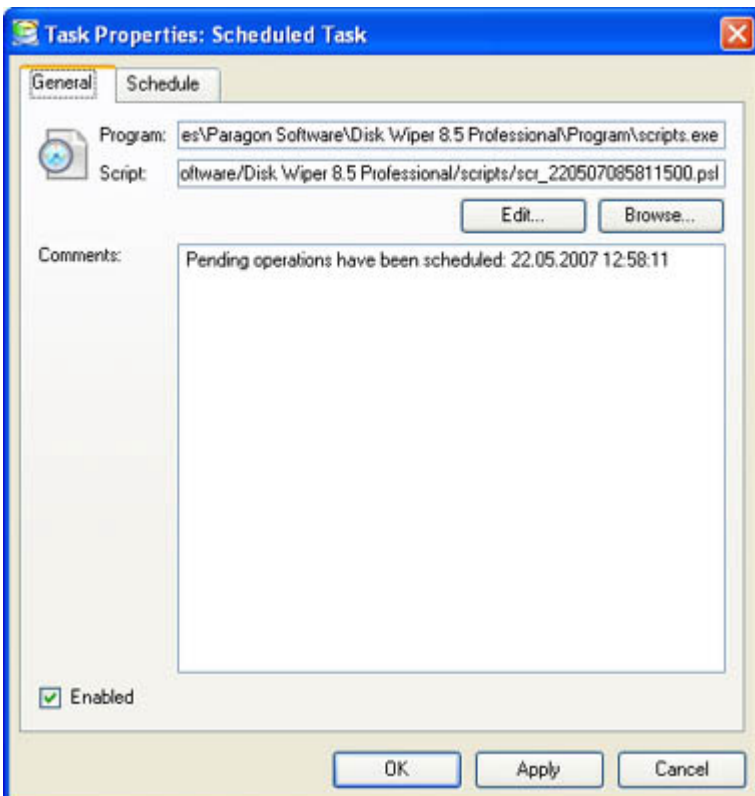 Task Properties: Scheduled Task
General Schedule
Program: es\Paragon Software\Disk Wiper 8.5 Professional\Program\scripts.exe
Script: oftware/Disk Wiper 8.5 Professional/scripts/scr_220507085811500.psl
Edit... Browse...
Comments: Pending operations have been scheduled: 22.05.2007 12:58:11
Enabled
OK Apply Cancel